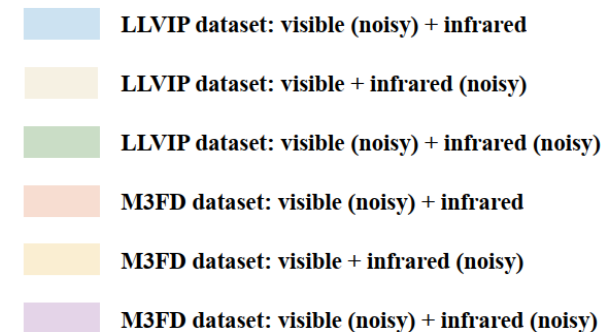 LLVIP dataset: visible (noisy) + infrared
LLVIP dataset: visible + infrared (noisy)
LLVIP dataset: visible (noisy) + infrared (noisy)
M3FD dataset: visible (noisy) + infrared
M3FD dataset: visible + infrared (noisy)
M3FD dataset: visible (noisy) + infrared (noisy)